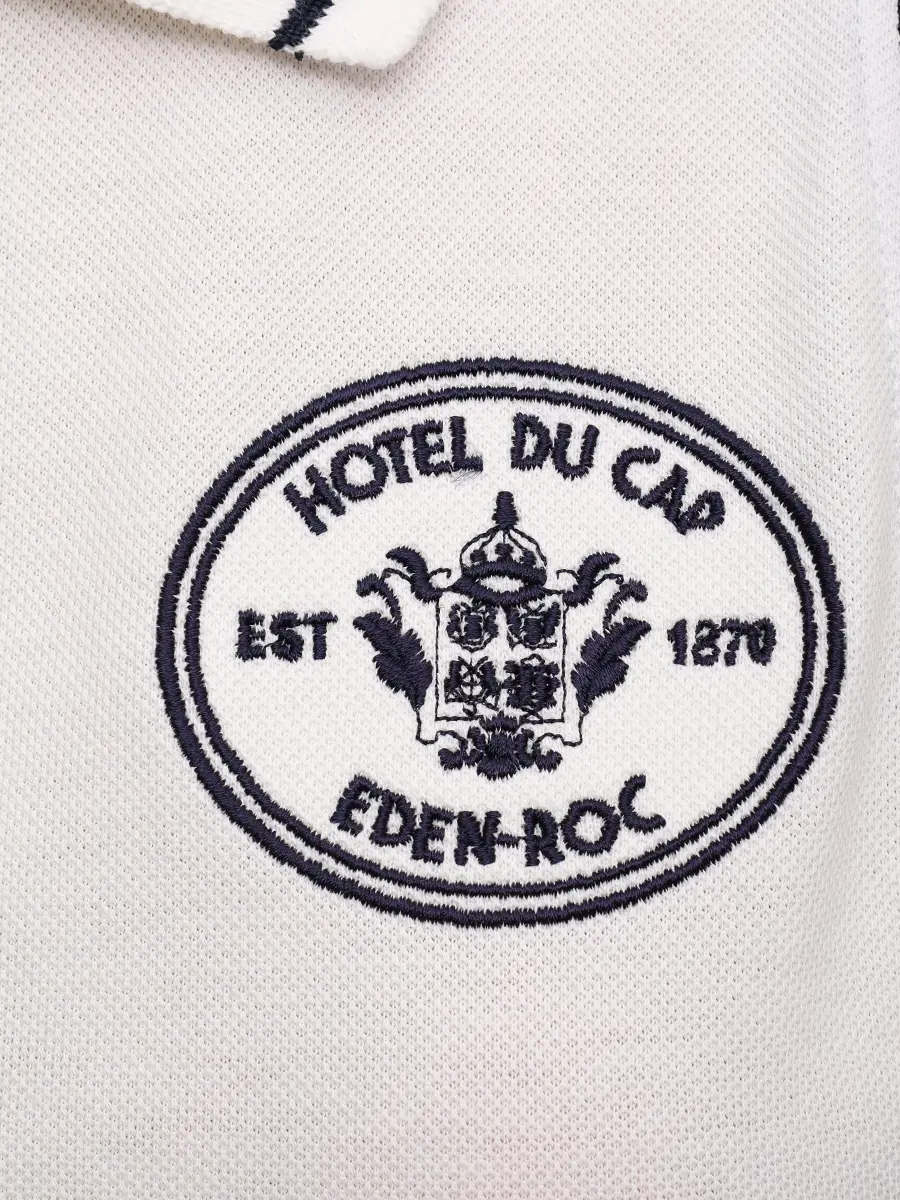 HOTEL DU CAP
EST 1870
EDEN-ROC